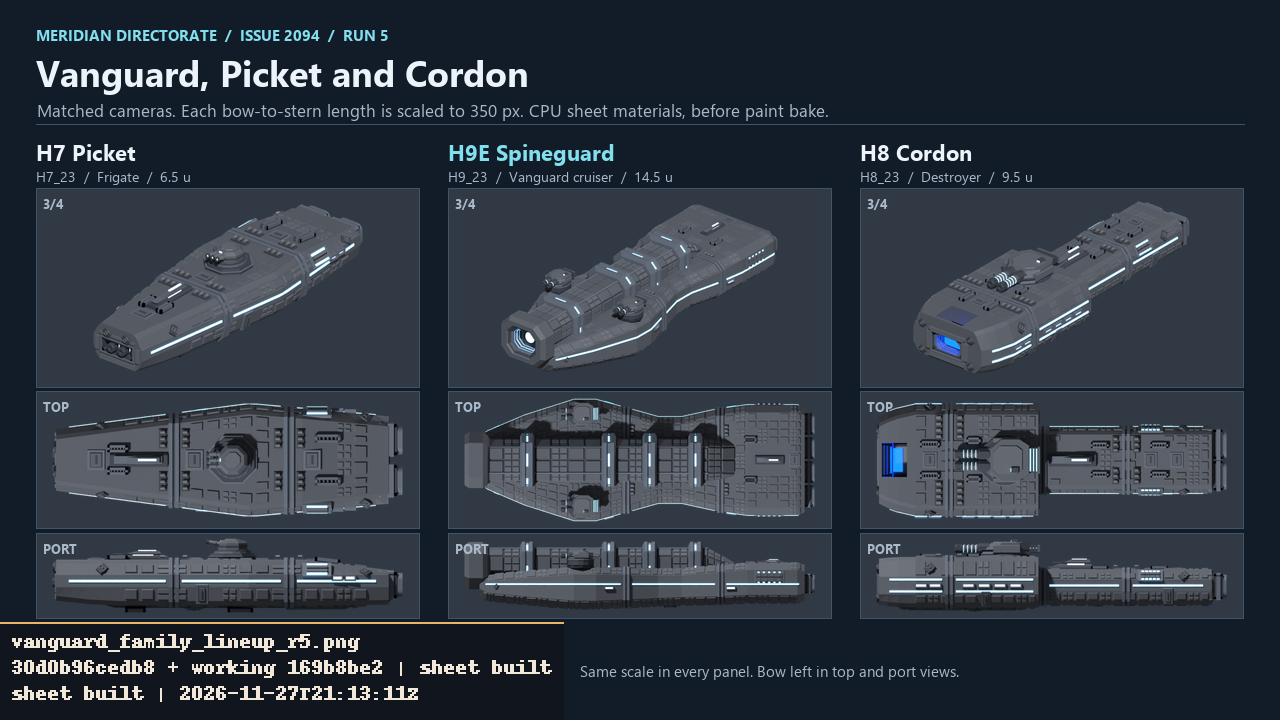 MERIDIAN DIRECTORATE / ISSUE 2094 / RUN 5
Vanguard, Picket and Cordon
Matched cameras. Each bow-to-stern length is scaled to 350 px. CPU sheet materials, before paint bake.
H7 Picket
H7_23 / Frigate / 6.5 u
3/4
TOP
PORT
H9E Spineguard
H9_23 / Vanguard cruiser / 14.5 u
3/4
TOP
PORT
H8 Cordon
H8_23 / Destroyer / 9.5 u
3/4
TOP
PORT
vanguard_family_lineup_r5.png
30d0b96cedb8 + working 169b8be2 | sheet built
sheet built | 2026-11-27T21:13:11Z
Same scale in every panel. Bow left in top and port views.